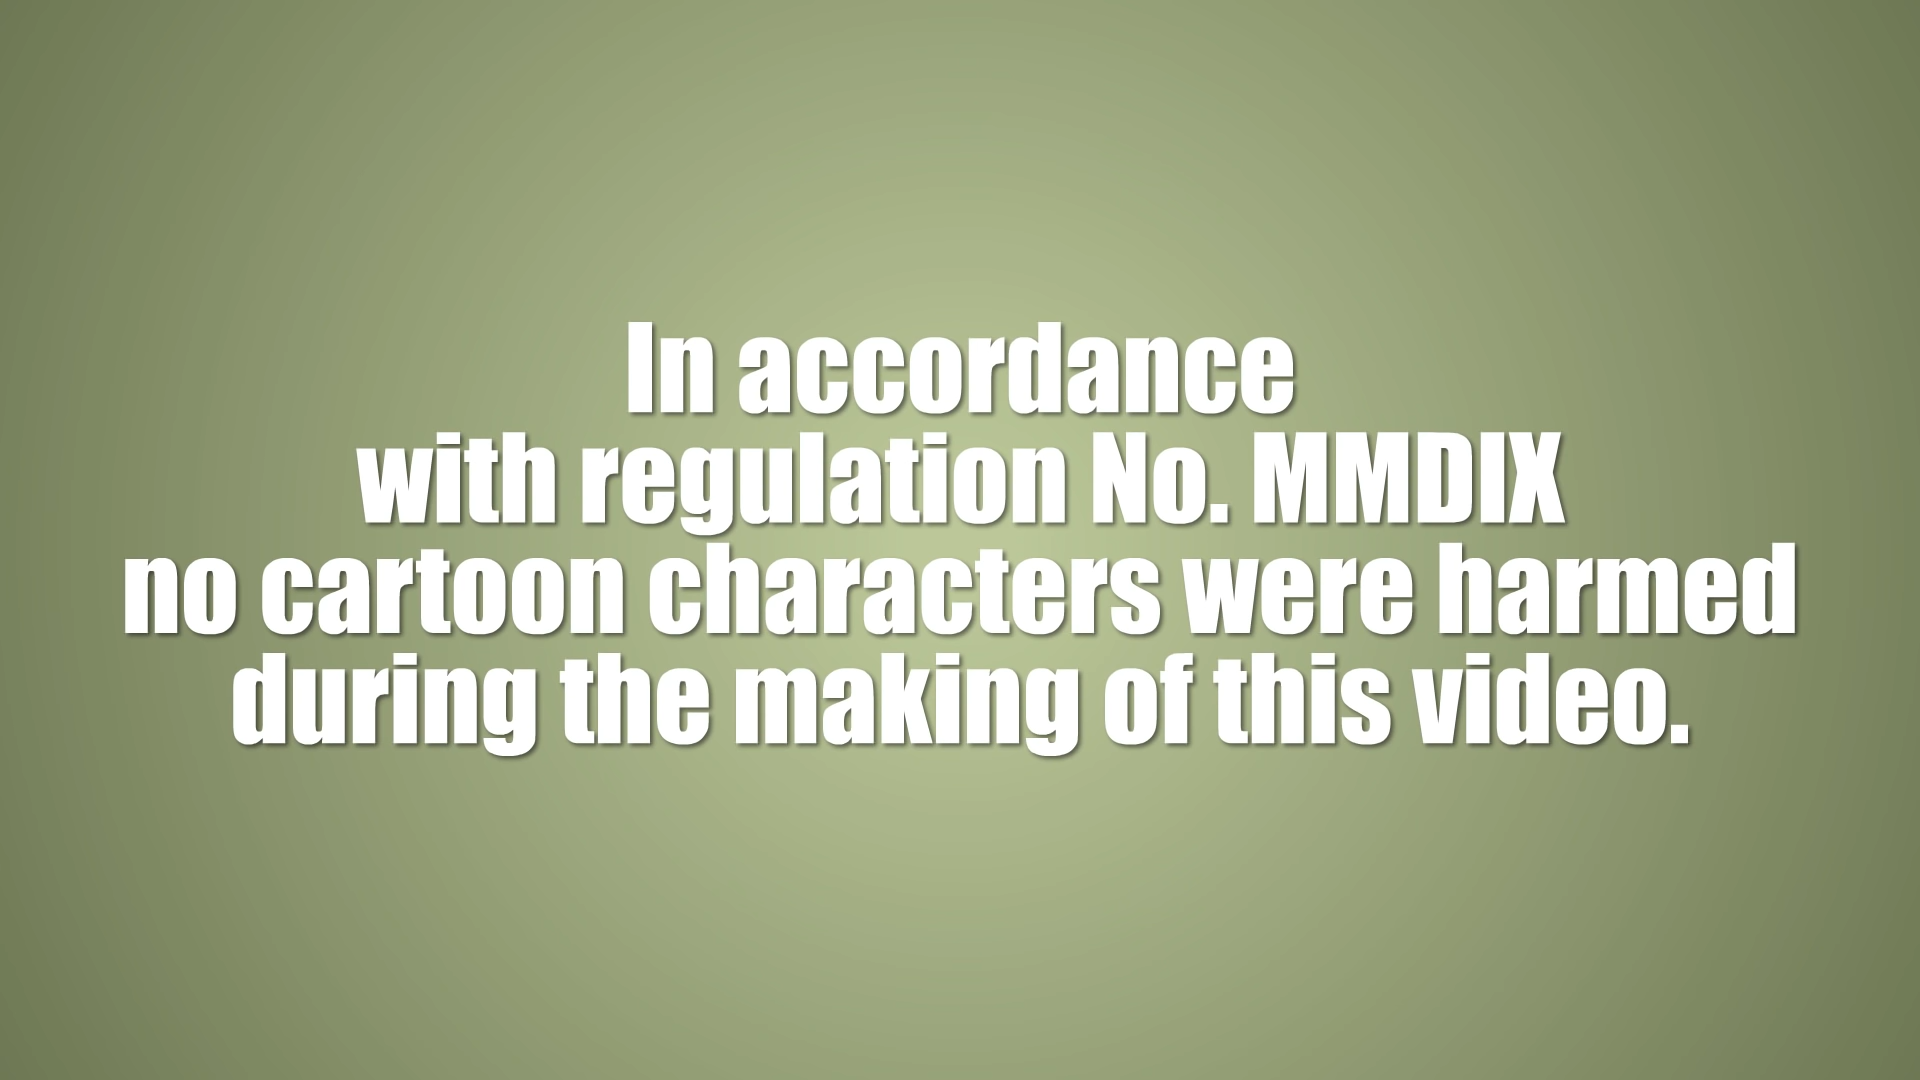 In accordance
with regulation No. MMDIX
no cartoon characters were harmed
during the making of this video.